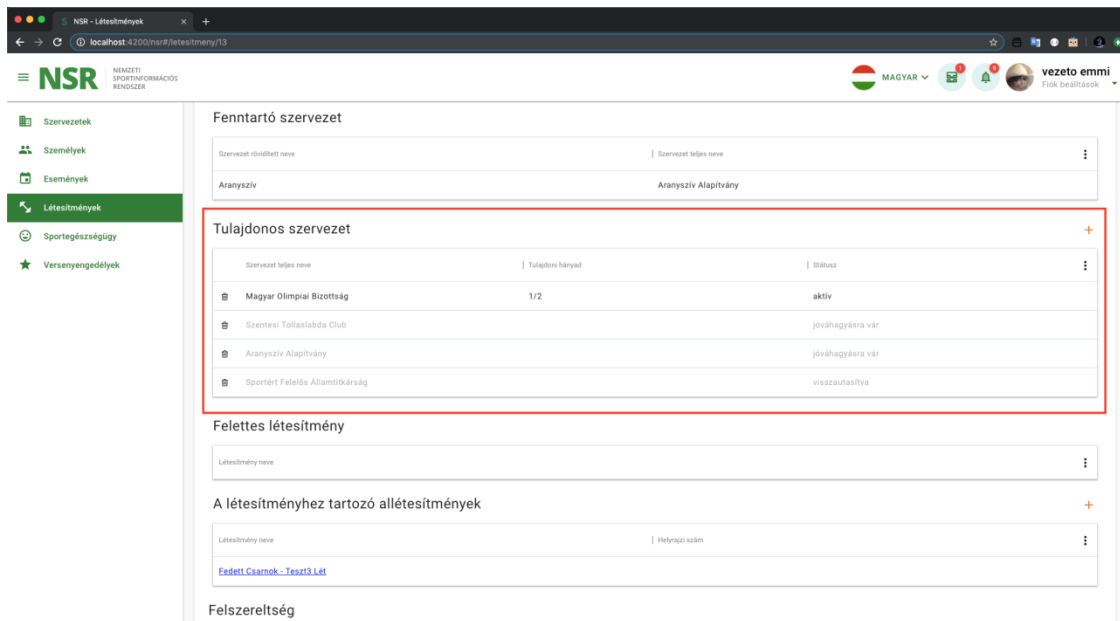 NSR - Létesítmények
localhost:4200/nsr#/letesitmeny/13
NSR
NEMZETI
SPORTINFORMÁCIÓS
RENDSZER
MAGYAR
vezeto emmi
Fiók beállítások
Szervezetek
Személyek
Események
Létesítmények
Sportegészségügy
Versenyengedélyek
Fenntartó szervezet
Szervezet rövidített neve | Szervezet teljes neve
Aranyszív Aranyszív Alapítvány
Tulajdonos szervezet
Szervezet teljes neve | Tulajdoni hányad | Státusz
Magyar Olimpiai Bizottság 1/2 aktív
Szentesi Tollaslabda Club jóváhagyásra vár
Aranyszív Alapítvány jóváhagyásra vár
Sportért Felelős Államtitkárság visszautasítva
Felettes létesítmény
Létesítmény neve
A létesítményhez tartozó allétesítmények
Létesítmény neve | Helyrajzi szám
Fedett Csarnok - Teszt3 Lét
Felszereltség